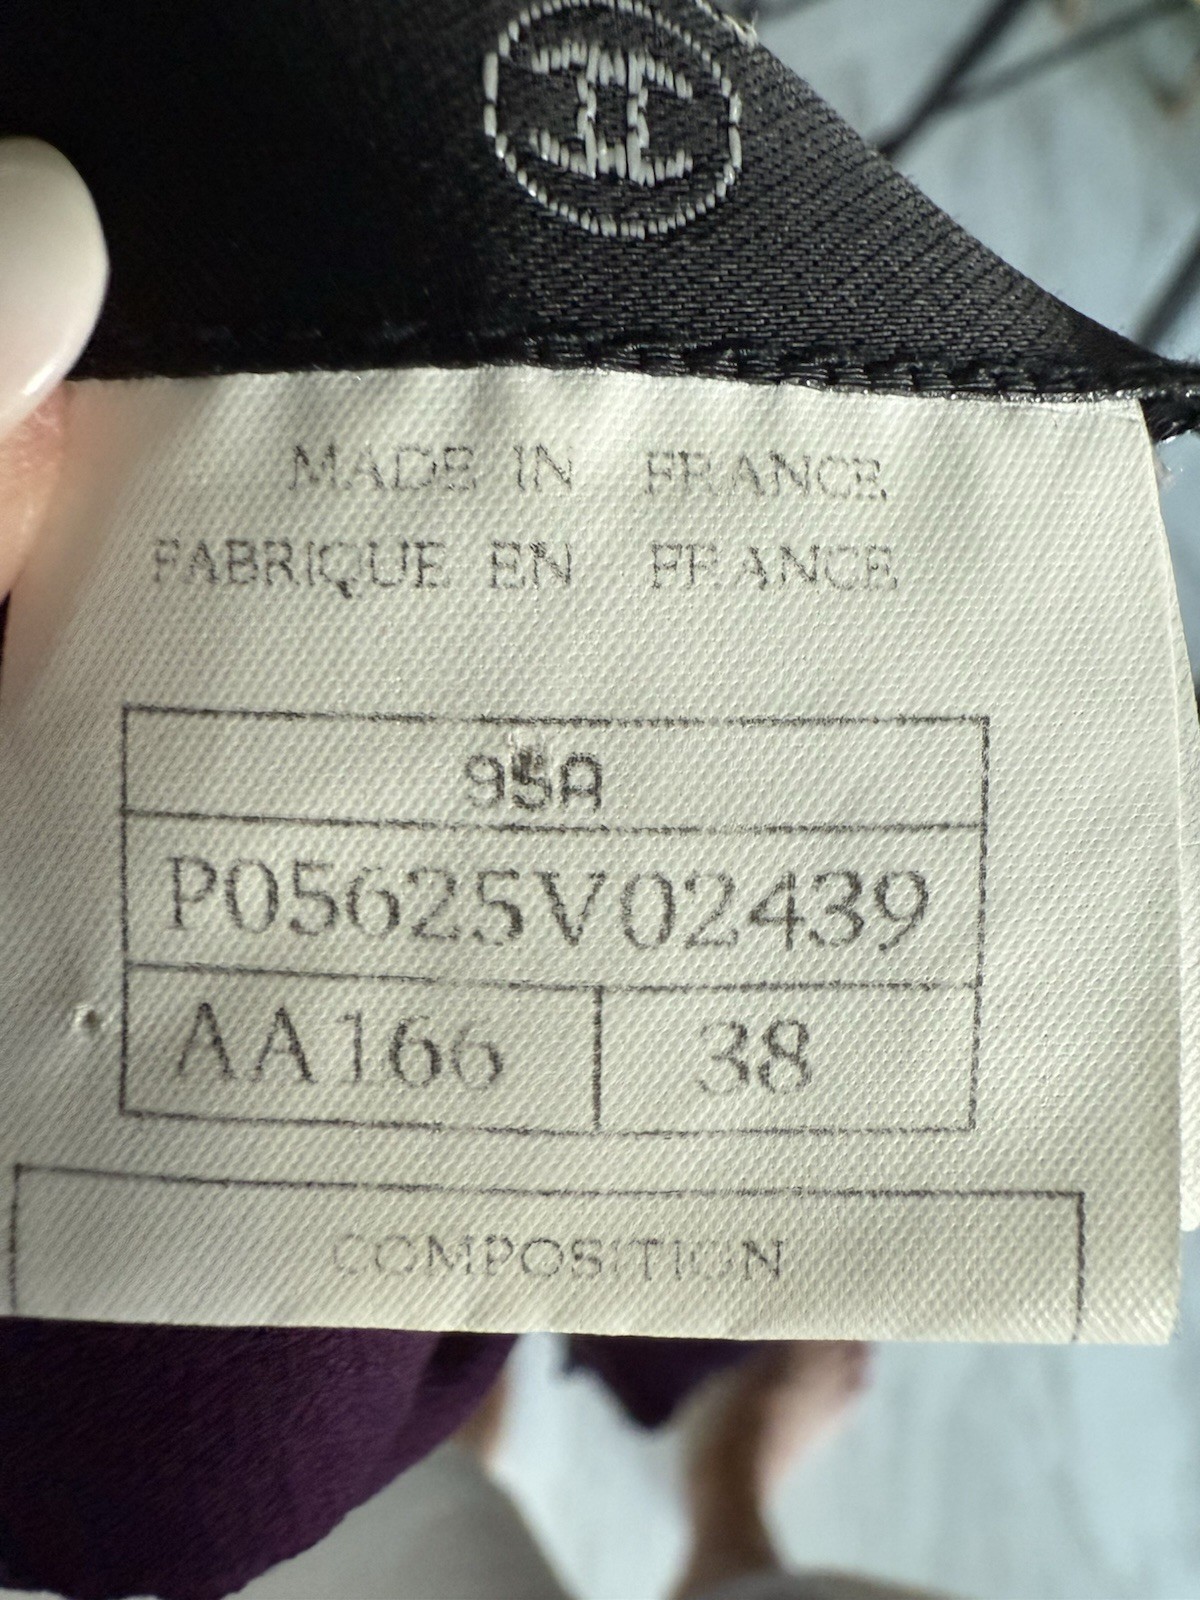 MADE IN FRANCE
FABRIQUE EN FRANCE
95A
P05625V02439
AA166 38
COMPOSITION